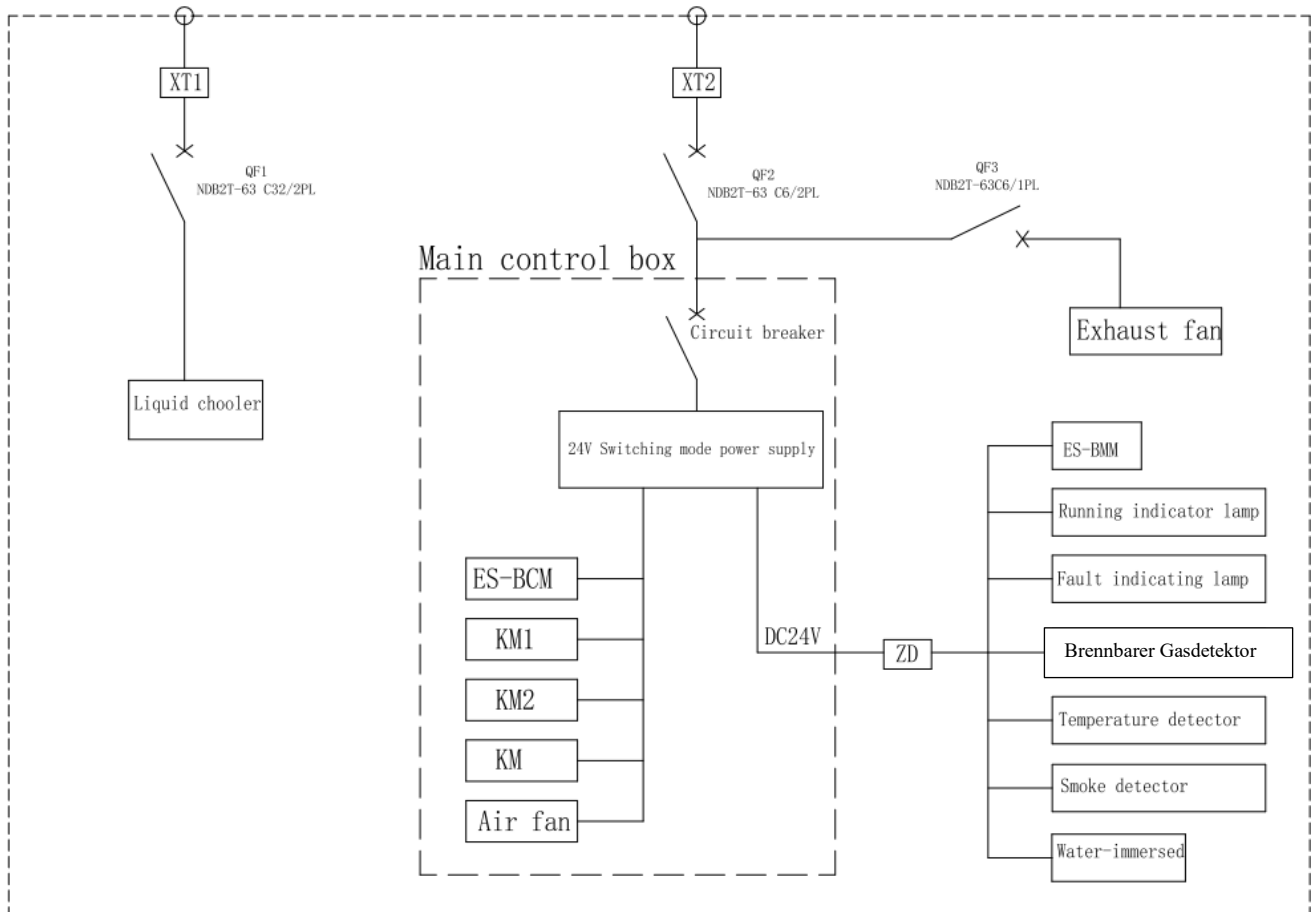 XT1
XT2
QF1
NDB2T-63 C32/2PL
QF2
NDB2T-63 C6/2PL
QF3
NDB2T-63C6/1PL
Main control box
Circuit breaker
Exhaust fan
Liquid chooler
24V Switching mode power supply
ES-BMM
Running indicator lamp
Fault indicating lamp
ES-BCM
KM1
DC24V
ZD
Brennbarer Gasdetektor
KM2
Temperature detector
KM
Smoke detector
Air fan
Water-immersed